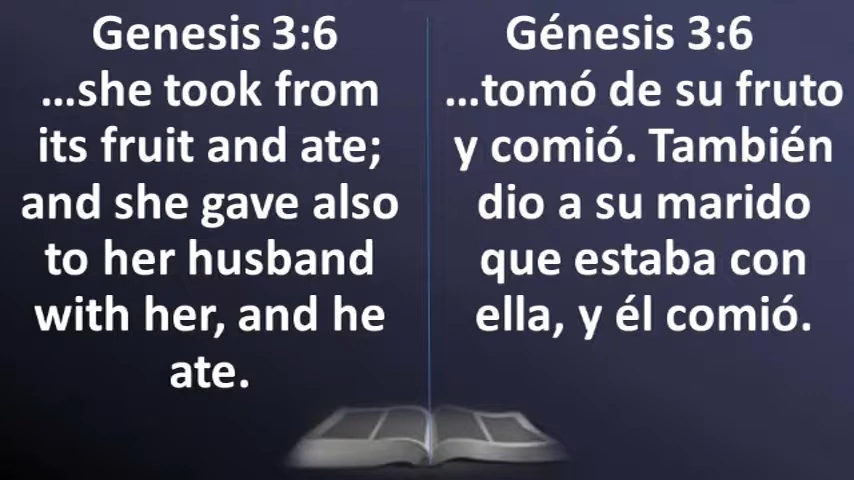 Genesis 3:6
...she took from
its fruit and ate;
and she gave also
to her husband
with her, and he
ate.
Génesis 3:6
...tomó de su fruto
y comió. También
dio a su marido
que estaba con
ella, y él comió.